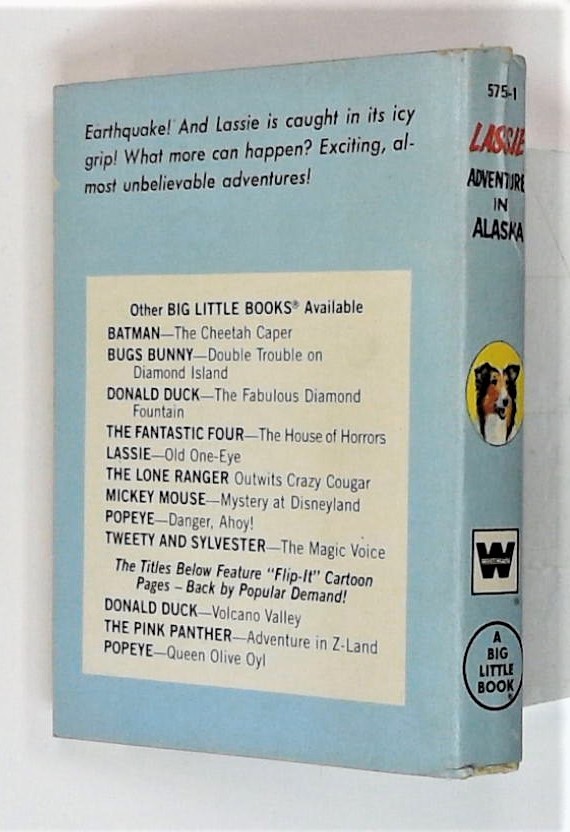 Earthquake! And Lassie is caught in its icy
grip! What more can happen? Exciting, al-
most unbelievable adventures!
Other BIG LITTLE BOOKS® Available
BATMAN—The Cheetah Caper
BUGS BUNNY—Double Trouble on
Diamond Island
DONALD DUCK—The Fabulous Diamond
Fountain
THE FANTASTIC FOUR—The House of Horrors
LASSIE—Old One-Eye
THE LONE RANGER Outwits Crazy Cougar
MICKEY MOUSE—Mystery at Disneyland
POPEYE—Danger, Ahoy!
TWEETY AND SYLVESTER—The Magic Voice
The Titles Below Feature "Flip-It" Cartoon
Pages – Back by Popular Demand!
DONALD DUCK—Volcano Valley
THE PINK PANTHER—Adventure in Z-Land
POPEYE—Queen Olive Oyl
575-1
LASSIE
ADVENTURE
IN
ALASKA
W
A
BIG
LITTLE
BOOK®